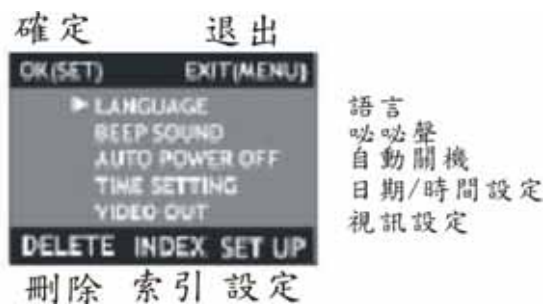 確定 退出
OK(SET) EXIT(MENU)
▶ LANGUAGE 語言
BEEP SOUND 嗶嗶聲
AUTO POWER OFF 自動關機
TIME SETTING 日期/時間設定
VIDEO OUT 視訊設定
DELETE INDEX SET UP
刪除 索引 設定